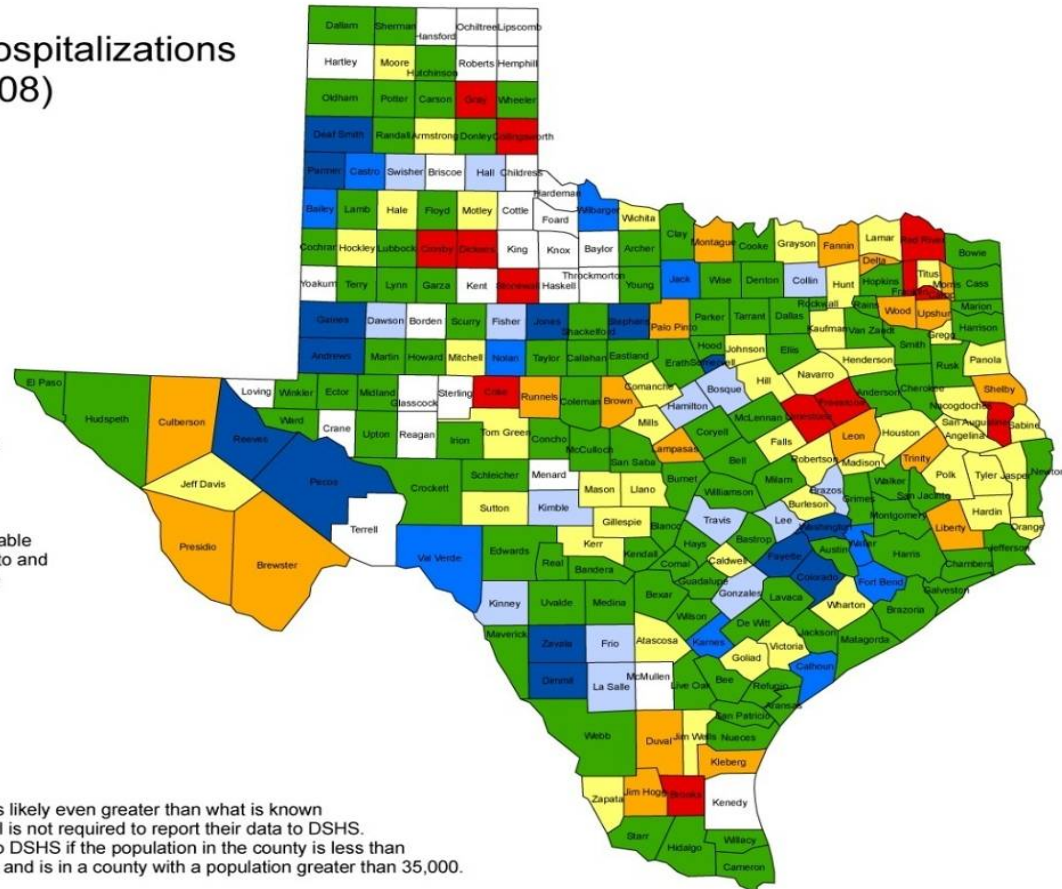 ospitalizations
08)
Dallam Sherman Hansford Ochiltree Lipscomb
Hartley Moore Hutchinson Roberts Hemphill
Oldham Potter Carson Gray Wheeler
Deaf Smith Randall Armstrong Donley Collingsworth
Parmer Castro Swisher Briscoe Hall Childress
Hardeman
Bailey Lamb Hale Floyd Motley Cottle Foard Wilbarger Wichita
Cochran Hockley Lubbock Crosby Dickens King Knox Baylor Archer Clay Montague Cooke Grayson Fannin Lamar Red River Bowie
Delta
Yoakum Terry Lynn Garza Kent Stonewall Haskell Throckmorton Young Jack Wise Denton Collin Hunt Hopkins Titus Morris Cass
Rockwall Rains Wood Upshur Marion
Gaines Dawson Borden Scurry Fisher Jones Shackelford Stephens Palo Pinto Parker Tarrant Dallas Kaufman Van Zandt Gregg Harrison
Smith
Andrews Martin Howard Mitchell Nolan Taylor Callahan Eastland Erath Hood Somervell Johnson Ellis Henderson Rusk Panola
Navarro
El Paso Loving Winkler Ector Midland Glasscock Sterling Coke Runnels Coleman Brown Comanche Bosque Hill Freestone Anderson Cherokee Shelby
Hamilton Limestone Nacogdoches
Hudspeth Culberson Reeves Ward Crane Upton Reagan Irion Tom Green Concho McCulloch Mills Coryell McLennan Falls Leon Houston Angelina San Augustine Sabine
San Saba Lampasas Bell Robertson Madison Trinity Polk Tyler Jasper Newton
Jeff Davis Pecos Crockett Schleicher Menard Mason Llano Burnet Williamson Milam Brazos Grimes Walker San Jacinto
Sutton Kimble Gillespie Blanco Travis Lee Burleson Washington Montgomery Liberty Hardin Orange
Presidio Brewster Terrell Val Verde Edwards Real Kerr Kendall Hays Bastrop Fayette Austin Waller Harris Chambers Jefferson
Bandera Comal Caldwell Colorado Fort Bend Galveston
Kinney Uvalde Medina Bexar Guadalupe Gonzales Lavaca Wharton Brazoria
Maverick Zavala Frio Atascosa Wilson Karnes De Witt Victoria Jackson Matagorda
Goliad Calhoun
Dimmit La Salle McMullen Live Oak Bee Refugio Aransas
San Patricio
Webb Duval Jim Wells Nueces
Kleberg
Zapata Jim Hogg Brooks Kenedy
Starr Hidalgo Willacy
Cameron
able
to and
s likely even greater than what is known
l is not required to report their data to DSHS.
o DSHS if the population in the county is less than
and is in a county with a population greater than 35,000.